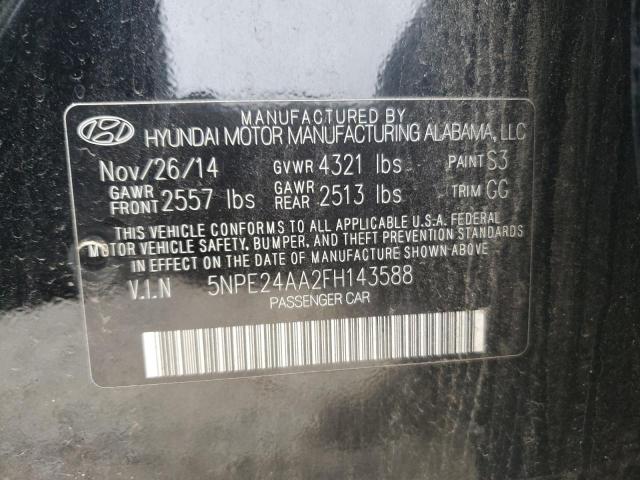 MANUFACTURED BY
HYUNDAI MOTOR MANUFACTURING ALABAMA, LLC
Nov/26/14 GVWR 4321 lbs PAINT S3
GAWR FRONT 2557 lbs GAWR REAR 2513 lbs TRIM GG
THIS VEHICLE CONFORMS TO ALL APPLICABLE U.S.A. FEDERAL
MOTOR VEHICLE SAFETY, BUMPER, AND THEFT PREVENTION STANDARDS
IN EFFECT ON THE DATE OF MANUFACTURE SHOWN ABOVE.
V.I.N 5NPE24AA2FH143588
PASSENGER CAR